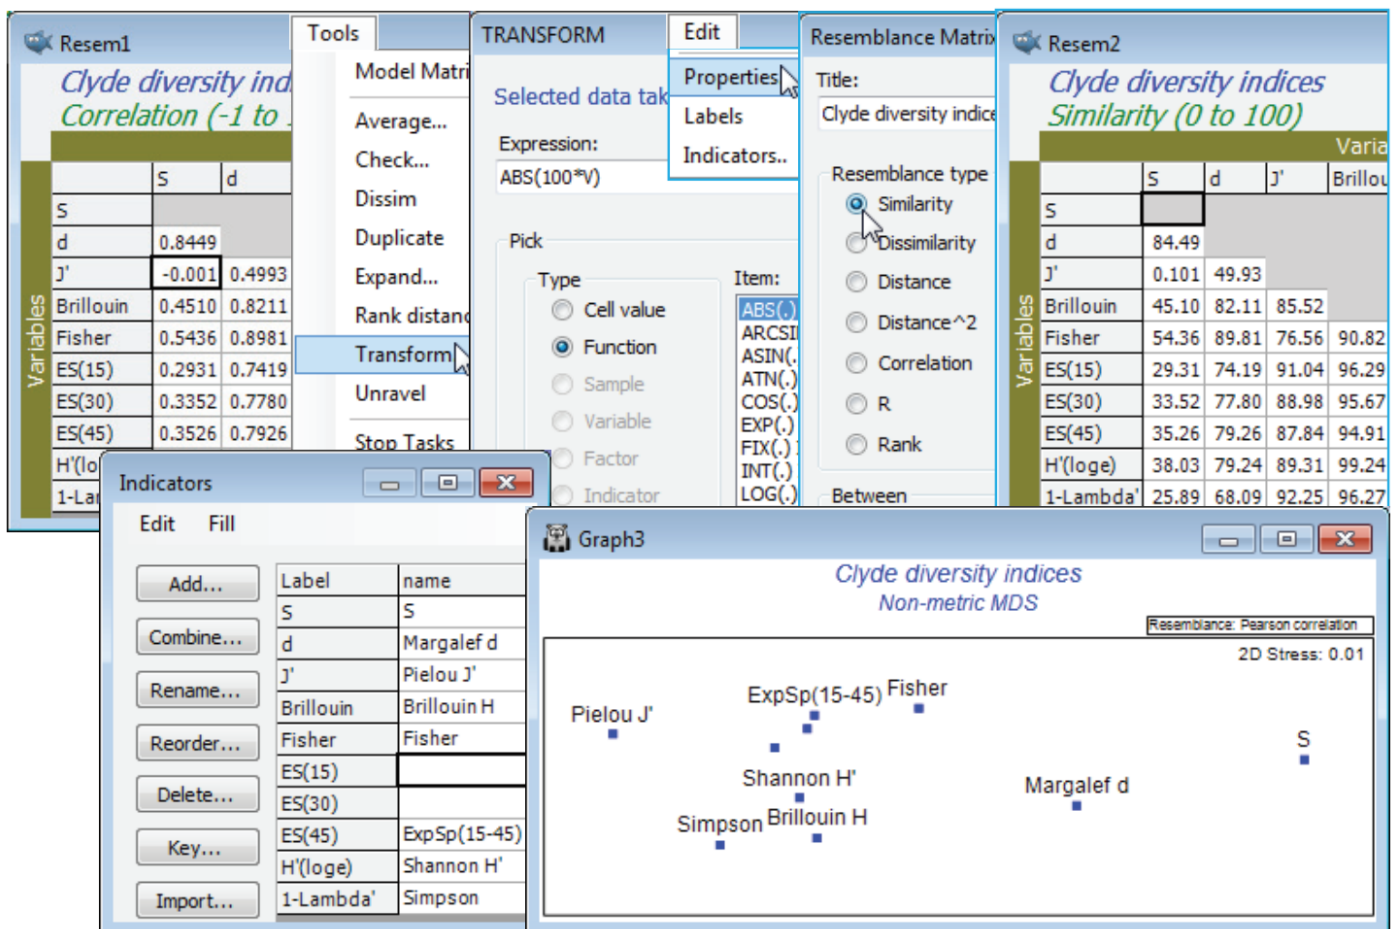 Resem1
Clyde diversity ind
Correlation (-1 to
S d
S
d 0.8449
J' -0.001 0.4993
Brillouin 0.4510 0.8211
Fisher 0.5436 0.8981
ES(15) 0.2931 0.7419
ES(30) 0.3352 0.7780
ES(45) 0.3526 0.7926
H'(lo
1-La
Variables
Tools
Model Matri
Average...
Check...
Dissim
Duplicate
Expand...
Rank distanc
Transform
Unravel
Stop Tasks
TRANSFORM
Selected data tak
Expression:
ABS(100*V)
Pick
Type
Cell value
Function
Sample
Variable
Factor
Indicator
Item:
ABS(.)
ARCSI
ASIN(.
ATN(.)
COS(.)
EXP(.)
FIX(.)
INT(.)
LOG(.)
Edit
Properties
Labels
Indicators..
Resemblance Matrix
Title:
Clyde diversity indice
Resemblance type
Similarity
Dissimilarity
Distance
Distance^2
Correlation
R
Rank
Between
Resem2
Clyde diversity indices
Similarity (0 to 100)
Varia
S d J' Brillou
S
d 84.49
J' 0.101 49.93
Brillouin 45.10 82.11 85.52
Fisher 54.36 89.81 76.56 90.82
ES(15) 29.31 74.19 91.04 96.29
ES(30) 33.52 77.80 88.98 95.67
ES(45) 35.26 79.26 87.84 94.91
H'(loge) 38.03 79.24 89.31 99.24
1-Lambda' 25.89 68.09 92.25 96.27
Variables
Indicators
Edit Fill
Add...
Combine...
Rename...
Reorder...
Delete...
Key...
Import...
Label name
S S
d Margalef d
J' Pielou J'
Brillouin Brillouin H
Fisher Fisher
ES(15)
ES(30)
ES(45) ExpSp(15-45)
H'(loge) Shannon H'
1-Lambda' Simpson
Graph3
Clyde diversity indices
Non-metric MDS
Resemblance: Pearson correlation
2D Stress: 0.01
ExpSp(15-45) Fisher
Pielou J'
S
Shannon H'
Margalef d
Simpson Brillouin H